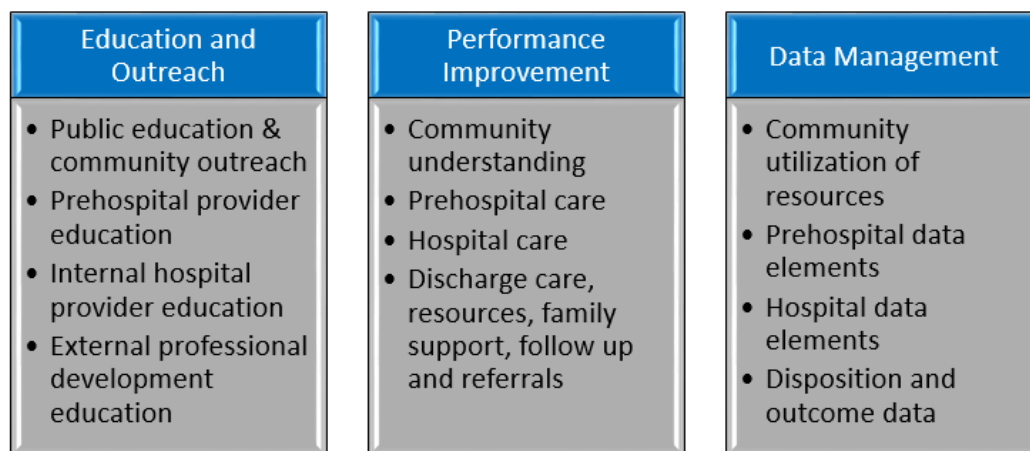 Education and
Outreach
• Public education &
community outreach
• Prehospital provider
education
• Internal hospital
provider education
• External professional
development
education
Performance
Improvement
• Community
understanding
• Prehospital care
• Hospital care
• Discharge care,
resources, family
support, follow up
and referrals
Data Management
• Community
utilization of
resources
• Prehospital data
elements
• Hospital data
elements
• Disposition and
outcome data